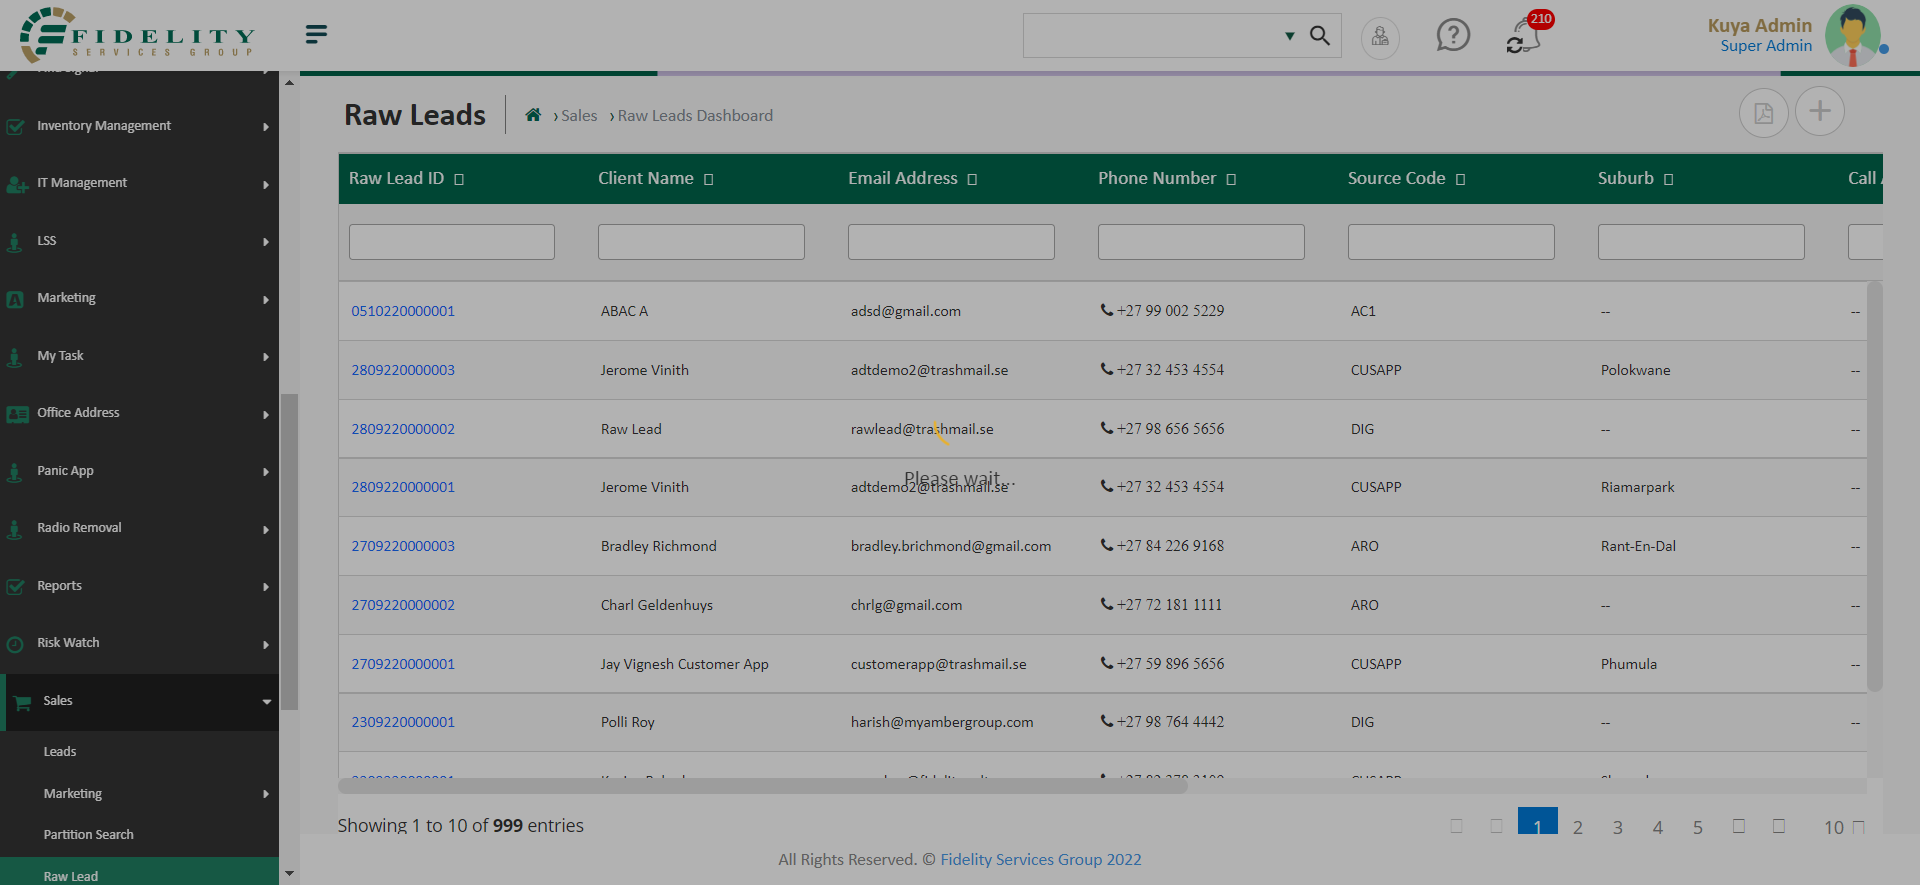 FIDELITY
SERVICES GROUP
210
Kuya Admin
Super Admin
Inventory Management
IT Management
LSS
Marketing
My Task
Office Address
Panic App
Radio Removal
Reports
Risk Watch
Sales
Leads
Marketing
Partition Search
Raw Lead
Raw Leads
› Sales › Raw Leads Dashboard
Raw Lead ID Client Name Email Address Phone Number Source Code Suburb Call
0510220000001 ABAC A adsd@gmail.com +27 99 002 5229 AC1 -- --
2809220000003 Jerome Vinith adtdemo2@trashmail.se +27 32 453 4554 CUSAPP Polokwane --
2809220000002 Raw Lead rawlead@trashmail.se +27 98 656 5656 DIG -- --
Please wait...
2809220000001 Jerome Vinith adtdemo2@trashmail.se +27 32 453 4554 CUSAPP Riamarpark --
2709220000003 Bradley Richmond bradley.brichmond@gmail.com +27 84 226 9168 ARO Rant-En-Dal --
2709220000002 Charl Geldenhuys chrlg@gmail.com +27 72 181 1111 ARO -- --
2709220000001 Jay Vignesh Customer App customerapp@trashmail.se +27 59 896 5656 CUSAPP Phumula --
2309220000001 Polli Roy harish@myambergroup.com +27 98 764 4442 DIG -- --
Showing 1 to 10 of 999 entries
1 2 3 4 5 10
All Rights Reserved. © Fidelity Services Group 2022